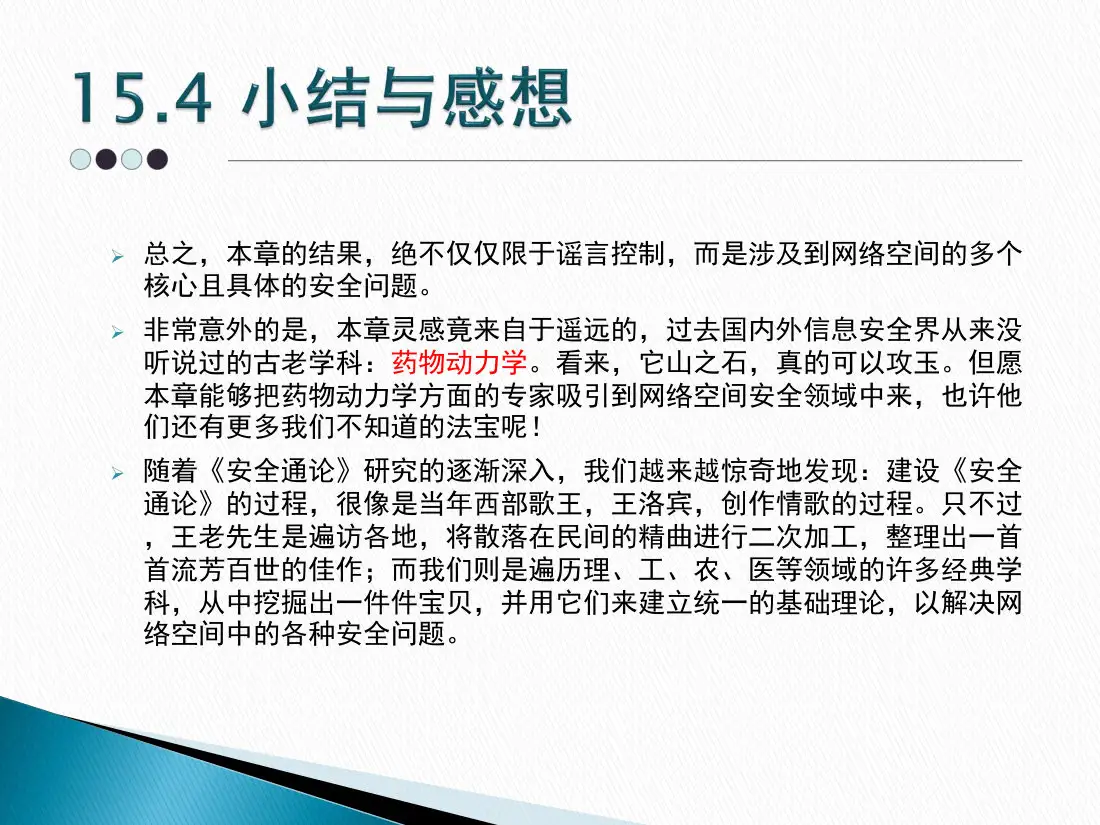 15.4 小结与感想
总之，本章的结果，绝不仅仅限于谣言控制，而是涉及到网络空间的多个
核心且具体的安全问题。
非常意外的是，本章灵感竟来自于遥远的，过去国内外信息安全界从来没
听说过的古老学科：药物动力学。看来，它山之石，真的可以攻玉。但愿
本章能够把药物动力学方面的专家吸引到网络空间安全领域中来，也许他
们还有更多我们不知道的法宝呢！
随着《安全通论》研究的逐渐深入，我们越来越惊奇地发现：建设《安全
通论》的过程，很像是当年西部歌王，王洛宾，创作情歌的过程。只不过
，王老先生是遍访各地，将散落在民间的精曲进行二次加工，整理出一首
首流芳百世的佳作；而我们则是遍历理、工、农、医等领域的许多经典学
科，从中挖掘出一件件宝贝，并用它们来建立统一的基础理论，以解决网
络空间中的各种安全问题。